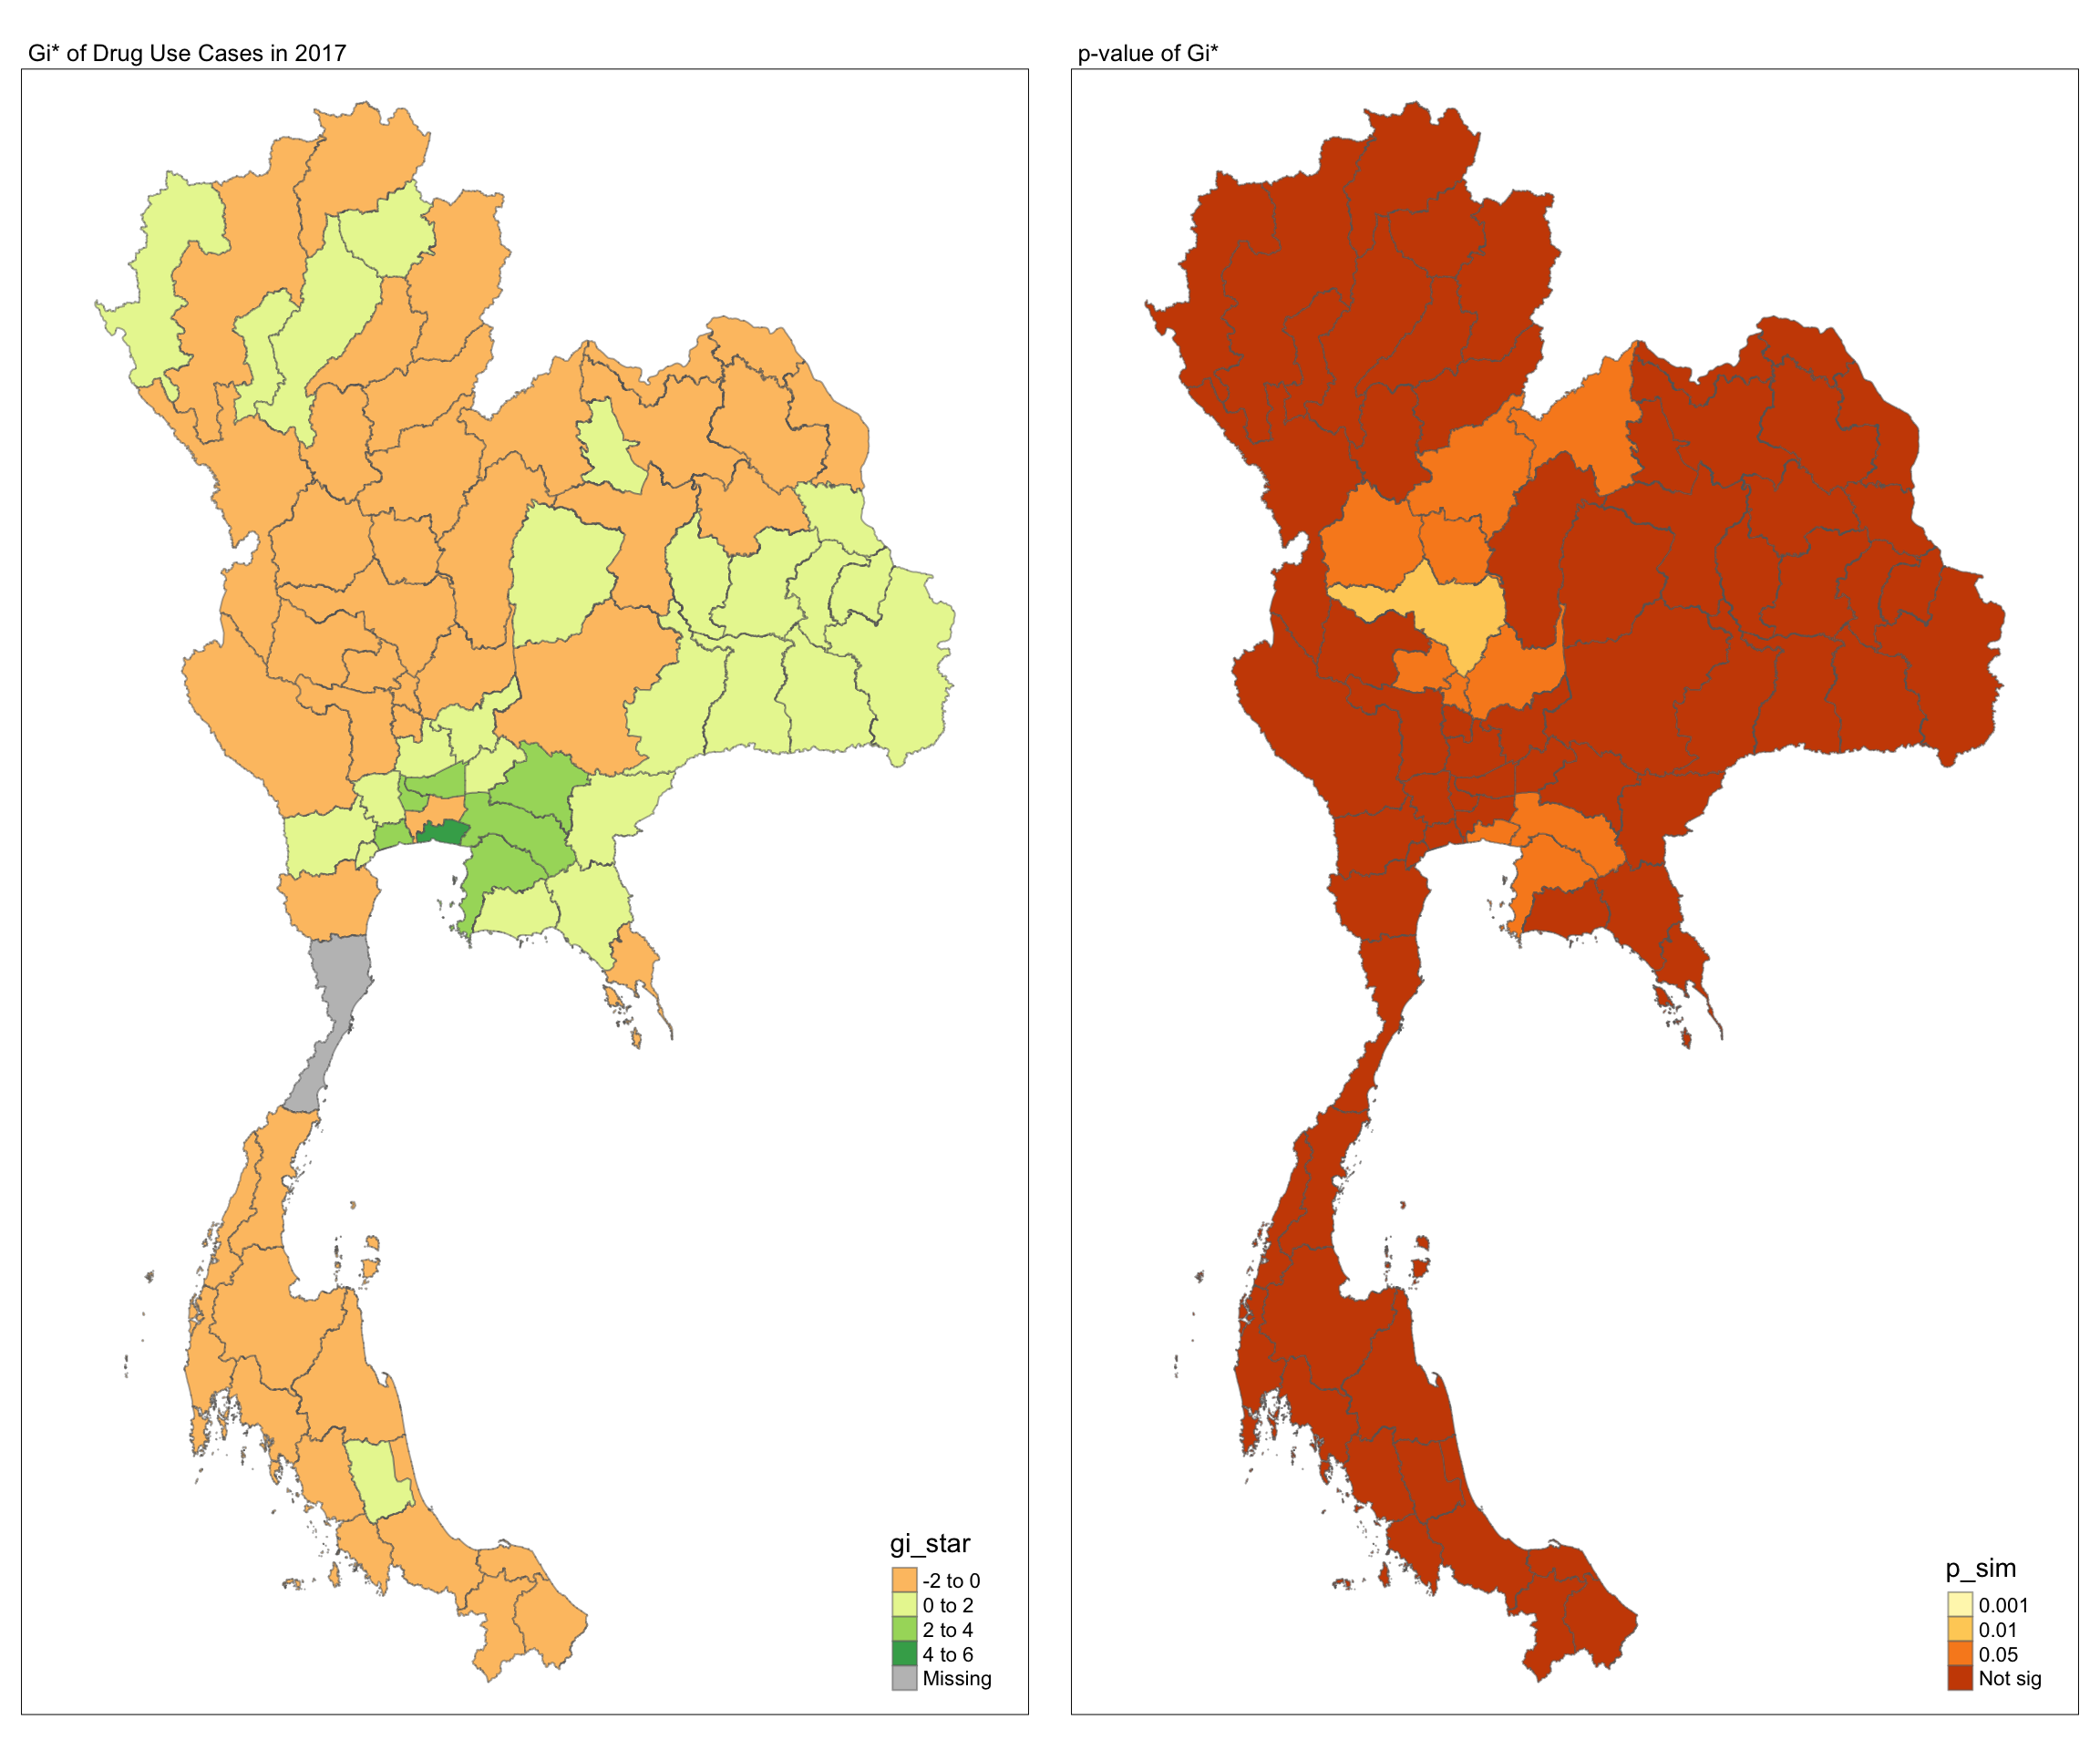 Gi* of Drug Use Cases in 2017
gi_star
-2 to 0
0 to 2
2 to 4
4 to 6
Missing
p-value of Gi*
p_sim
0.001
0.01
0.05
Not sig